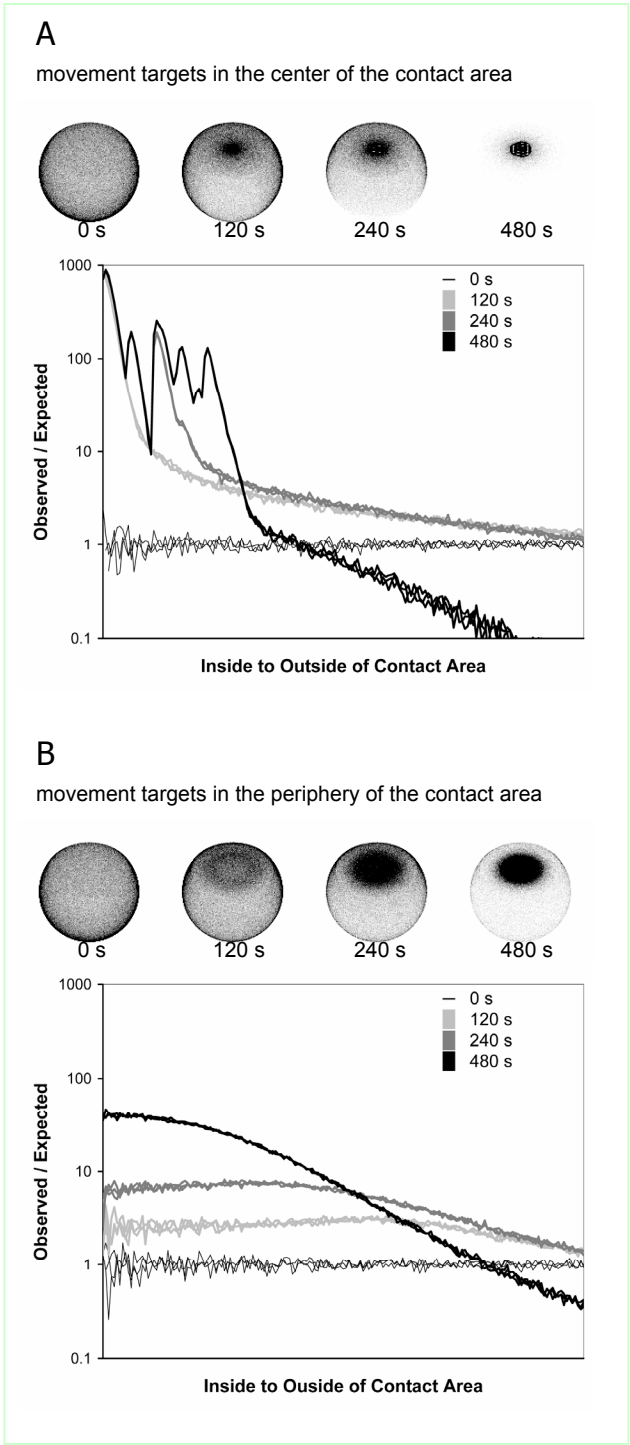 A
movement targets in the center of the contact area
0 s 120 s 240 s 480 s
1000
100
10
1
0.1
Observed / Expected
0 s
120 s
240 s
480 s
Inside to Outside of Contact Area
B
movement targets in the periphery of the contact area
0 s 120 s 240 s 480 s
1000
100
10
1
0.1
Observed / Expected
0 s
120 s
240 s
480 s
Inside to Ouside of Contact Area